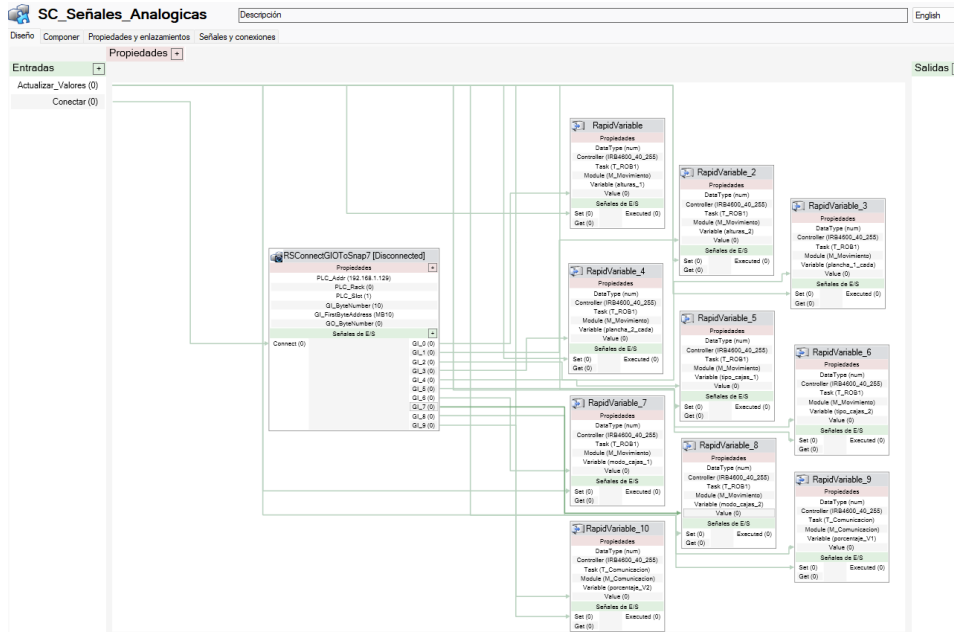 SC_Señales_Analogicas
Descripción
English
Diseño Componer Propiedades y enlazamientos Señales y conexiones
Propiedades +
Entradas +
Salidas
Actualizar_Valores (0)
Conectar (0)
RSConnectGIOToSnap7 [Disconnected]
Propiedades +
PLC_Addr (192.168.1.129)
PLC_Rack (0)
PLC_Slot (1)
GI_ByteNumber (10)
GI_FirstByteAddress (MB10)
GO_ByteNumber (0)
Señales de E/S +
Connect (0)
GI_0 (0)
GI_1 (0)
GI_2 (0)
GI_3 (0)
GI_4 (0)
GI_5 (0)
GI_6 (0)
GI_7 (0)
GI_8 (0)
GI_9 (0)
RapidVariable
Propiedades
DataType (num)
Controller (IRB4600_40_255)
Task (T_ROB1)
Module (M_Movimiento)
Variable (alturas_1)
Value (0)
Señales de E/S
Set (0) Executed (0)
Get (0)
RapidVariable_2
Propiedades
DataType (num)
Controller (IRB4600_40_255)
Task (T_ROB1)
Module (M_Movimiento)
Variable (alturas_2)
Value (0)
Señales de E/S
Set (0) Executed (0)
Get (0)
RapidVariable_3
Propiedades
DataType (num)
Controller (IRB4600_40_255)
Task (T_ROB1)
Module (M_Movimiento)
Variable (plancha_1_cada)
Value (0)
Señales de E/S
Set (0) Executed (0)
Get (0)
RapidVariable_4
Propiedades
DataType (num)
Controller (IRB4600_40_255)
Task (T_ROB1)
Module (M_Movimiento)
Variable (plancha_2_cada)
Value (0)
Señales de E/S
Set (0) Executed (0)
Get (0)
RapidVariable_5
Propiedades
DataType (num)
Controller (IRB4600_40_255)
Task (T_ROB1)
Module (M_Movimiento)
Variable (tipo_cajas_1)
Value (0)
Señales de E/S
Set (0) Executed (0)
Get (0)
RapidVariable_6
Propiedades
DataType (num)
Controller (IRB4600_40_255)
Task (T_ROB1)
Module (M_Movimiento)
Variable (tipo_cajas_2)
Value (0)
Señales de E/S
Set (0) Executed (0)
Get (0)
RapidVariable_7
Propiedades
DataType (num)
Controller (IRB4600_40_255)
Task (T_ROB1)
Module (M_Movimiento)
Variable (modo_cajas_1)
Value (0)
Señales de E/S
Set (0) Executed (0)
Get (0)
RapidVariable_8
Propiedades
DataType (num)
Controller (IRB4600_40_255)
Task (T_ROB1)
Module (M_Movimiento)
Variable (modo_cajas_2)
Value (0)
Señales de E/S
Set (0) Executed (0)
Get (0)
RapidVariable_9
Propiedades
DataType (num)
Controller (IRB4600_40_255)
Task (T_Comunicacion)
Module (M_Comunicacion)
Variable (porcentaje_V1)
Value (0)
Señales de E/S
Set (0) Executed (0)
Get (0)
RapidVariable_10
Propiedades
DataType (num)
Controller (IRB4600_40_255)
Task (T_Comunicacion)
Module (M_Comunicacion)
Variable (porcentaje_V2)
Value (0)
Señales de E/S
Set (0) Executed (0)
Get (0)